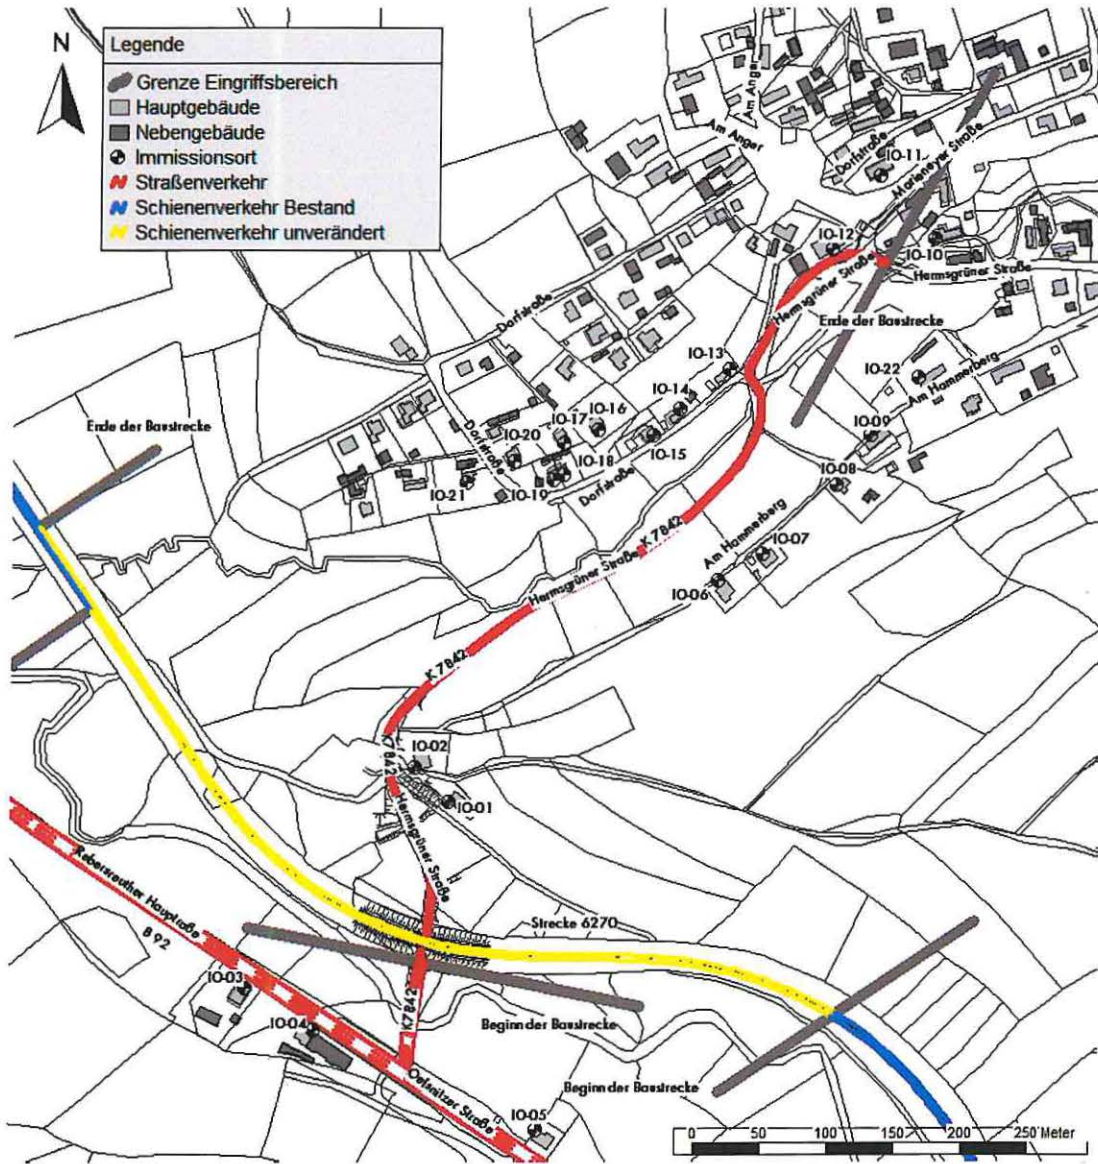 N
Legende
Grenze Eingriffsbereich
Hauptgebäude
Nebengebäude
Immissionsort
Straßenverkehr
Schienenverkehr Bestand
Schienenverkehr unverändert
Am Anger
Am Anger
Dorfstraße
IO-11
Marieneyer Straße
IO-12
IO-10
Hermsgrüner Straße
Hermsgrüner Straße
Dorfstraße
Ende der Baustrecke
IO-13
IO-22
Am Hammerberg
IO-14
IO-16
IO-17
IO-09
Ende der Baustrecke
Dorfstraße
IO-20
IO-15
IO-18
IO-08
IO-21
IO-19
Dorfstraße
K 7842
Am Hammerberg
IO-07
Hermsgrüner Straße
IO-06
K 7842
IO-02
K 7842
IO-01
Hermsgrüner Straße
Rebersreuther Hauptraße
B 92
Strecke 6270
IO-03
K 7842
IO-04
Beginn der Baustrecke
Oelsnitzer Straße
Beginn der Baustrecke
IO-05
0 50 100 150 200 250 Meter